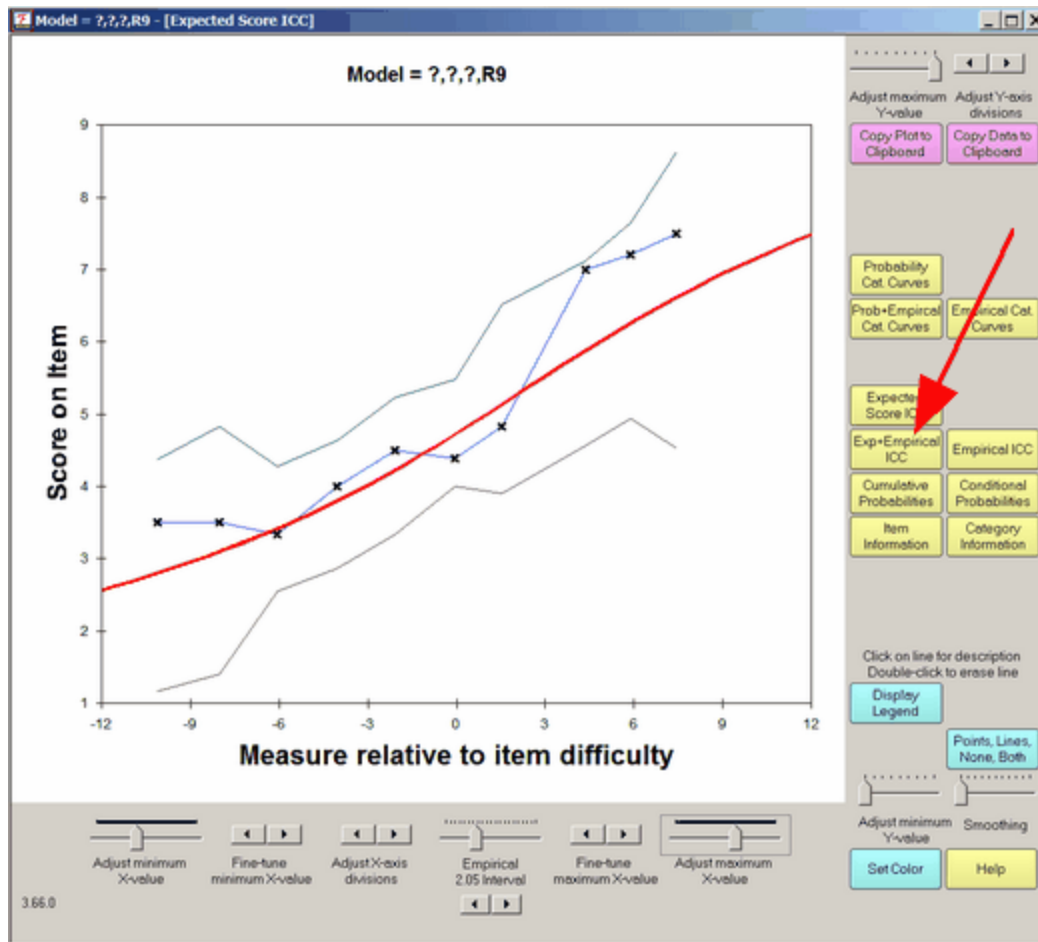 Model = ?,?,?,R9 - [Expected Score ICC]
Model = ?,?,?,R9
Adjust maximum
Y-value
Adjust Y-axis
divisions
Copy Plot to
Clipboard
Copy Data to
Clipboard
9
8
7
6
5
4
3
2
1
Score on Item
-12
-9
-6
-3
0
3
6
9
12
Measure relative to item difficulty
Probability
Cat. Curves
Prob+Empircal
Cat. Curves
Empirical Cat.
Curves
Expected
Score ICC
Exp+Empirical
ICC
Empirical ICC
Cumulative
Probabilities
Conditional
Probabilities
Item
Information
Category
Information
Click on line for description
Double-click to erase line
Display
Legend
Points, Lines,
None, Both
Adjust minimum
Y-value
Smoothing
Set Color
Help
Adjust minimum
X-value
Fine-tune
minimum X-value
Adjust X-axis
divisions
Empirical
2.05 Interval
Fine-tune
maximum X-value
Adjust maximum
X-value
3.66.0